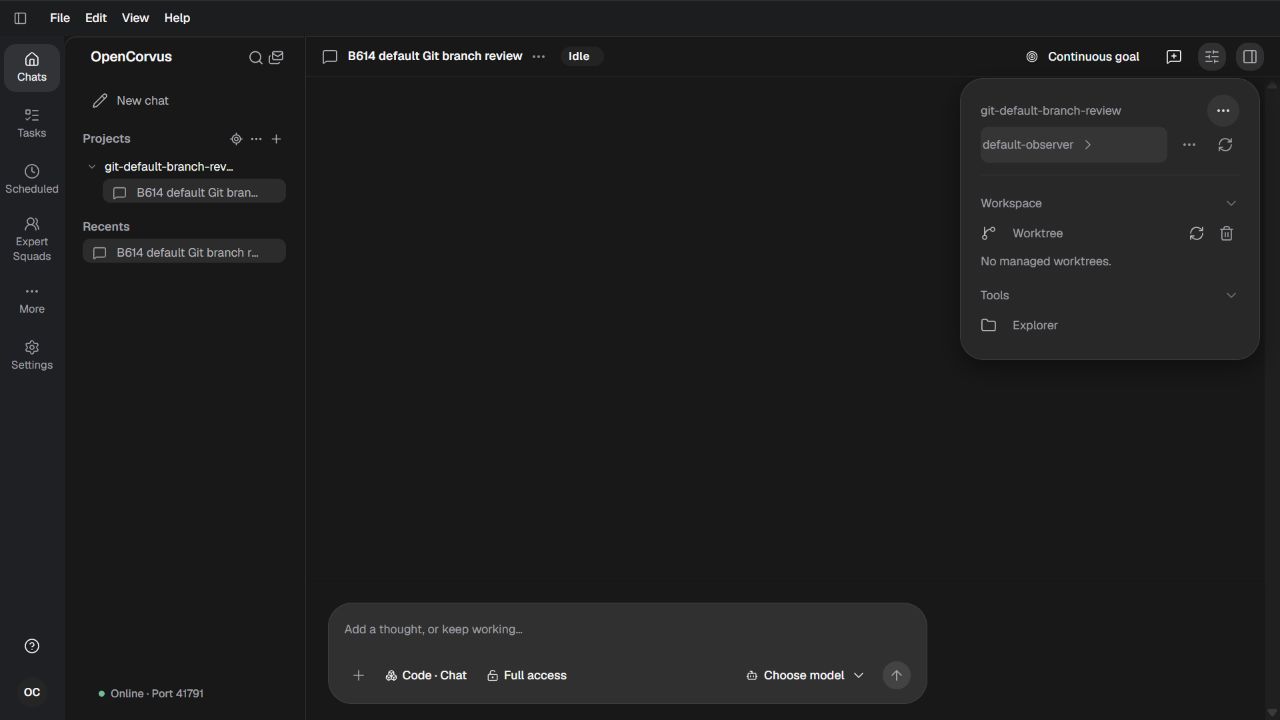 File Edit View Help
Chats
Tasks
Scheduled
Expert
Squads
More
Settings
OC
OpenCorvus
New chat
Projects
git-default-branch-rev...
B614 default Git bran...
Recents
B614 default Git branch r...
Online · Port 41791
B614 default Git branch review
Idle
Continuous goal
git-default-branch-review
default-observer
Workspace
Worktree
No managed worktrees.
Tools
Explorer
Add a thought, or keep working...
Code · Chat
Full access
Choose model